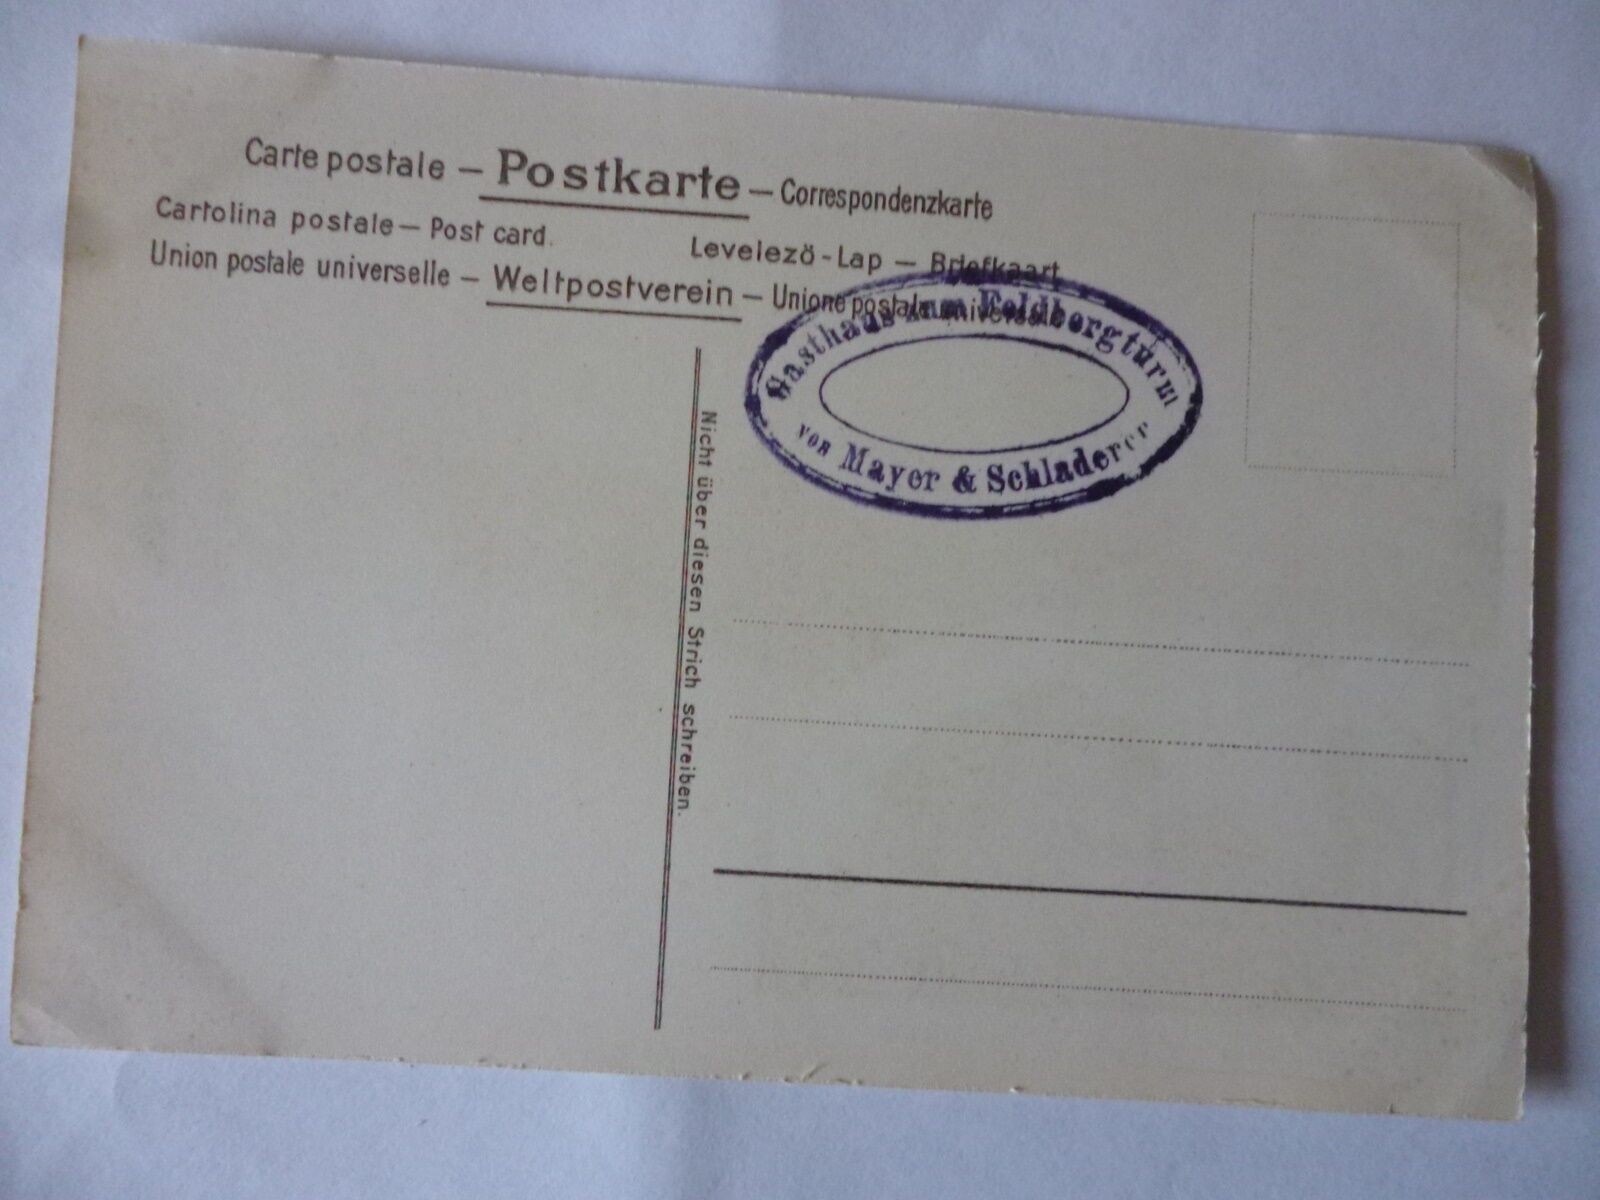 Carte postale — Postkarte — Correspondenzkarte
Cartolina postale — Post card. Levelezö - Lap — Briefkaart
Union postale universelle — Weltpostverein — Unione postale universale
Gasthaus zum Feldbergturm
von Mayer & Schladerer
Nicht über diesen Strich schreiben.